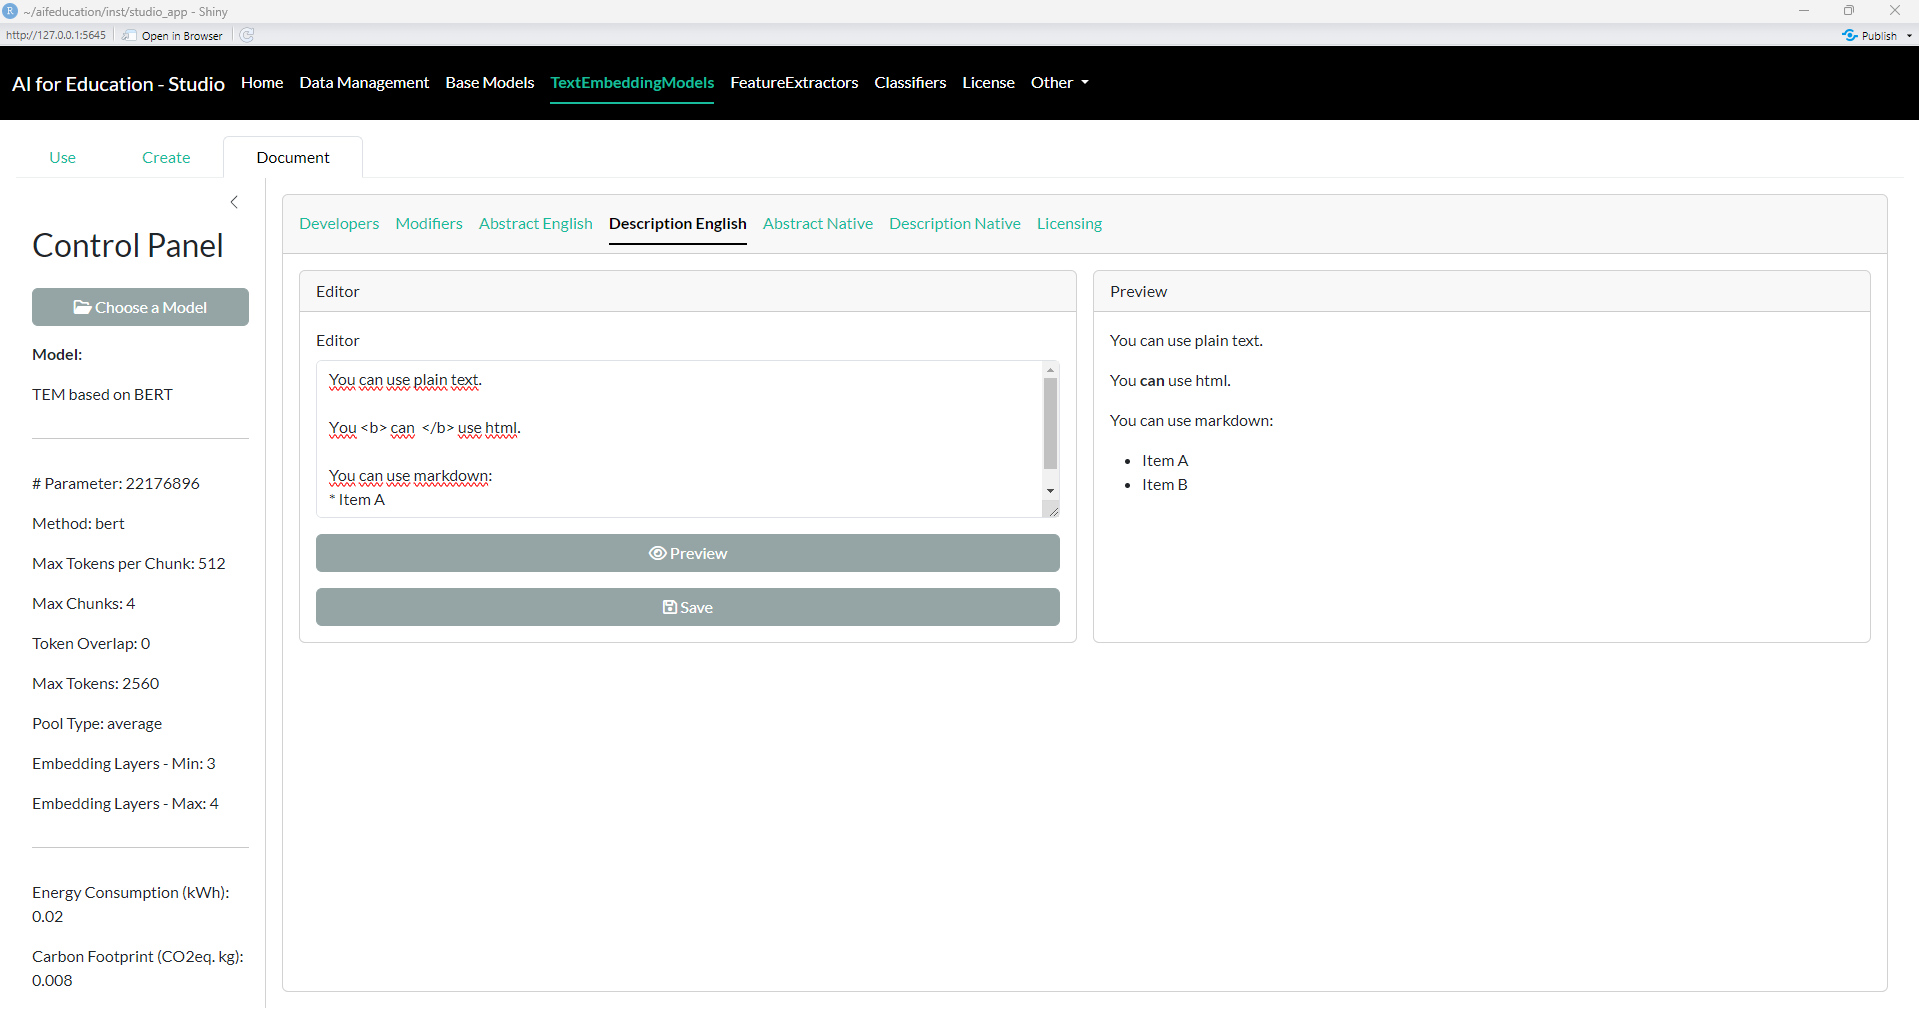 ~/aifeducation/inst/studio_app - Shiny
http://127.0.0.1:5645 Open in Browser Publish
AI for Education - Studio Home Data Management Base Models TextEmbeddingModels FeatureExtractors Classifiers License Other
Use Create Document
Control Panel
Choose a Model
Model:
TEM based on BERT
# Parameter: 22176896
Method: bert
Max Tokens per Chunk: 512
Max Chunks: 4
Token Overlap: 0
Max Tokens: 2560
Pool Type: average
Embedding Layers - Min: 3
Embedding Layers - Max: 4
Energy Consumption (kWh):
0.02
Carbon Footprint (CO2eq. kg):
0.008
Developers Modifiers Abstract English Description English Abstract Native Description Native Licensing
Editor
Editor
You can use plain text.
You <b> can  </b> use html.
You can use markdown:
* Item A
Preview
Save
Preview
You can use plain text.
You can use html.
You can use markdown:
• Item A
• Item B